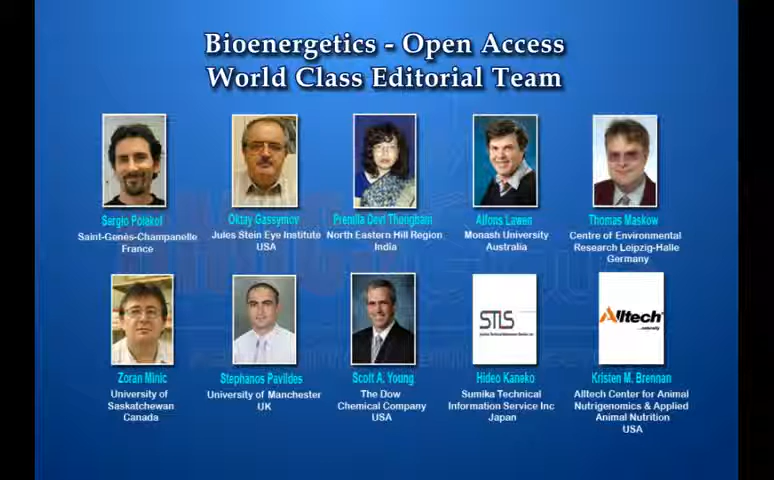 Bioenergetics - Open Access
World Class Editorial Team
Sergio Polakof
Saint-Genès-Champanelle
France
Oktay Gassymov
Jules Stein Eye Institute
USA
Premila Devi Thongbam
North Eastern Hill Region
India
Alfons Lawen
Monash University
Australia
Thomas Maskow
Centre of Environmental
Research Leipzig-Halle
Germany
Zoran Minic
University of
Saskatchewan
Canada
Stephanos Pavlides
University of Manchester
UK
Scott A. Young
The Dow
Chemical Company
USA
STLS
Hideo Kaneko
Sumika Technical
Information Service Inc
Japan
Alltech
Kristen M. Brennan
Alltech Center for Animal
Nutrigenomics & Applied
Animal Nutrition
USA